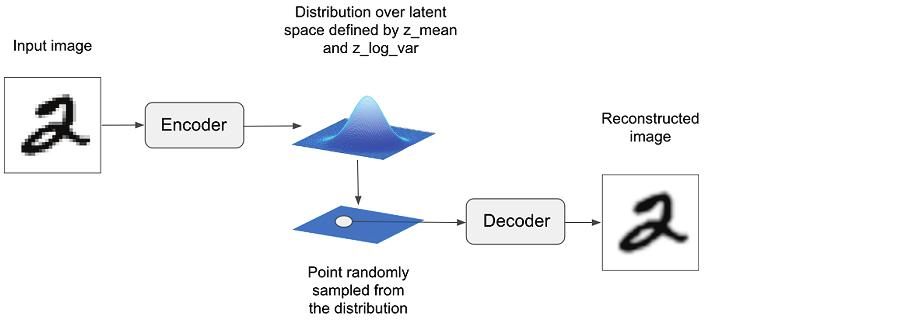 Input image
Distribution over latent
space defined by z_mean
and z_log_var
Encoder
Point randomly
sampled from
the distribution
Decoder
Reconstructed
image